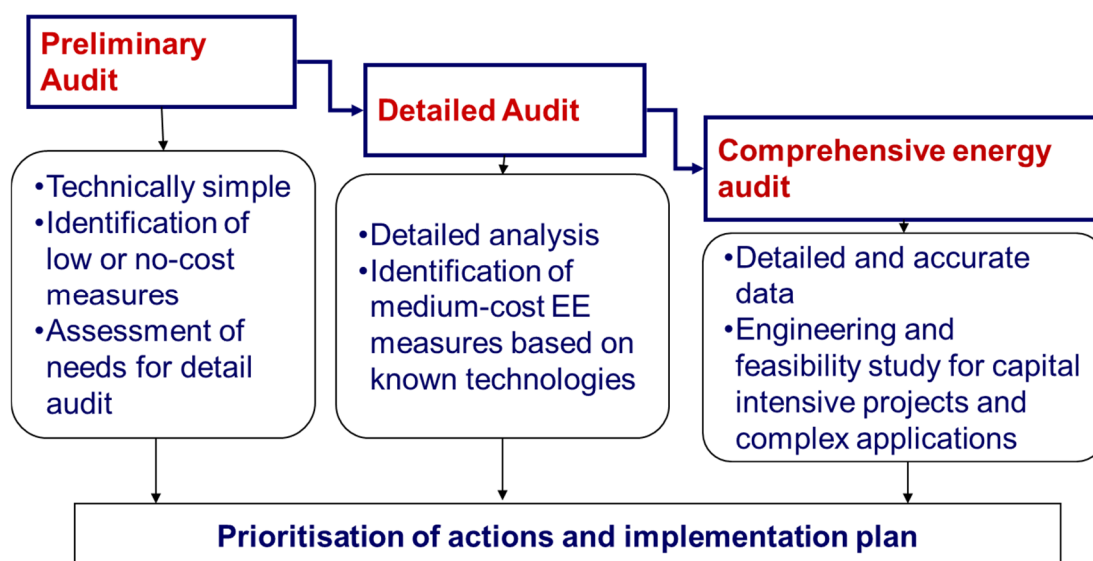 Preliminary
Audit
Detailed Audit
Comprehensive energy
audit
•Technically simple
•Identification of
low or no-cost
measures
•Assessment of
needs for detail
audit
•Detailed analysis
•Identification of
medium-cost EE
measures based on
known technologies
•Detailed and accurate
data
•Engineering and
feasibility study for capital
intensive projects and
complex applications
Prioritisation of actions and implementation plan